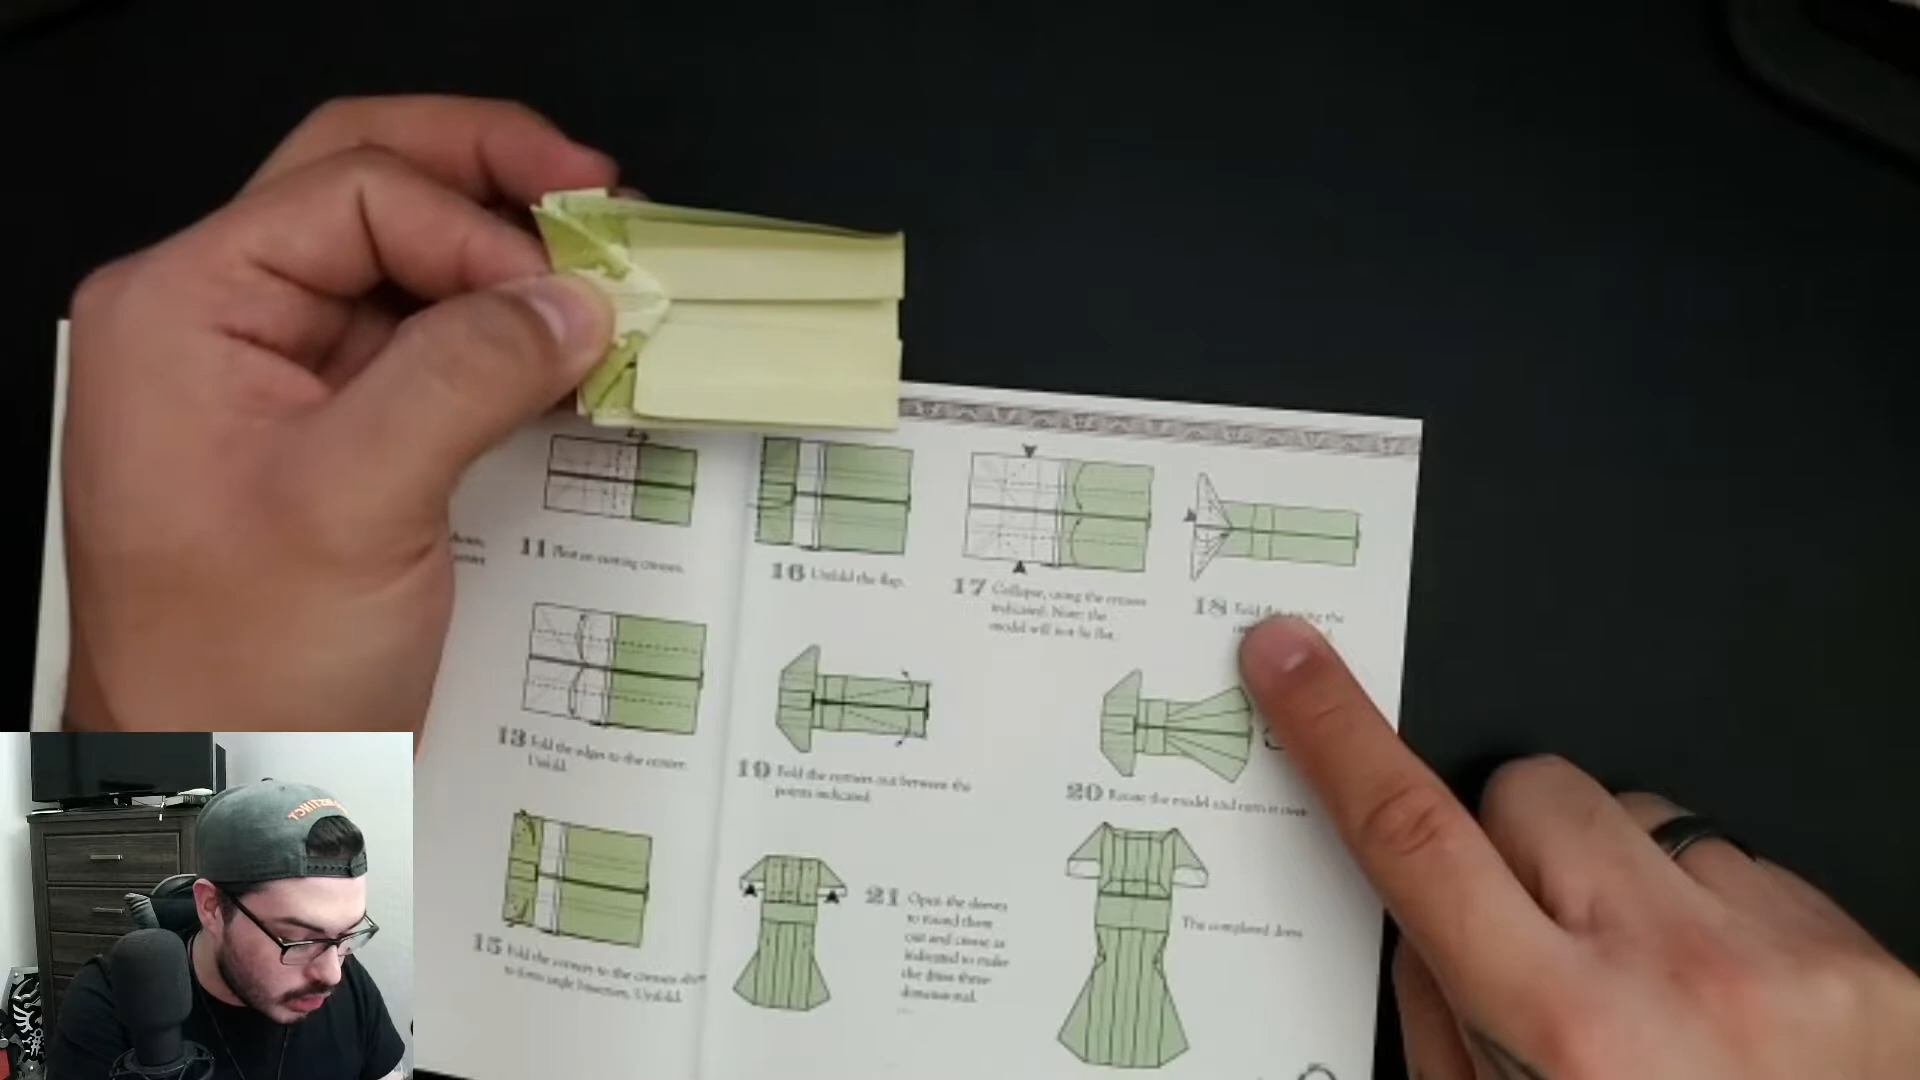 11
16 Unfold the flap.
17 Collapse, using the creases
indicated. Note: the
model will not lie flat.
18 Fold the
13 Fold the edges to the center.
Unfold.
19 Fold the corners out between the
points indicated.
20 Rotate the model and turn it over.
15 Fold the corners to the creases
to form angle bisectors. Unfold.
21 Open the sleeves
to round them
out and crease as
indicated to make
the dress three
dimensional.
The completed dress